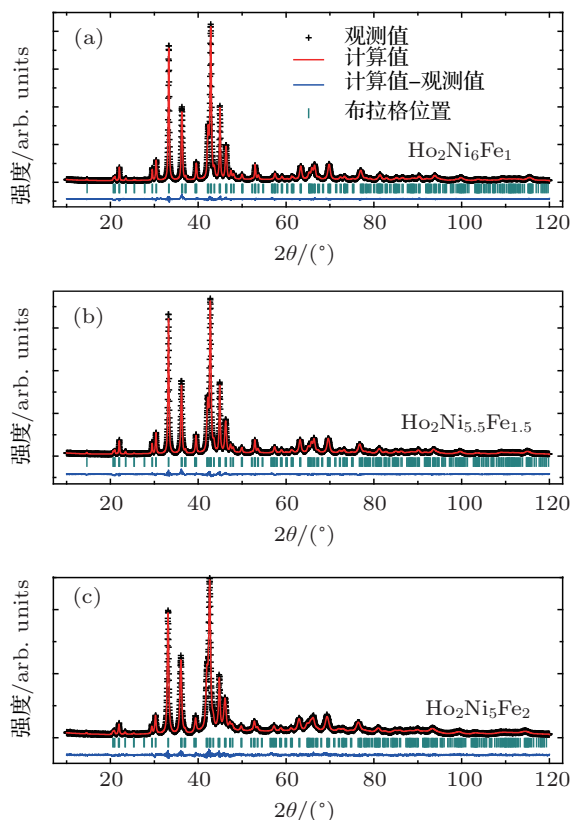 (a)
观测值
计算值
计算值-观测值
布拉格位置
Ho₂Ni₆Fe₁
强度/arb. units
20 40 60 80 100 120
2θ/(°)
(b)
Ho₂Ni₅.₅Fe₁.₅
强度/arb. units
20 40 60 80 100 120
2θ/(°)
(c)
Ho₂Ni₅Fe₂
强度/arb. units
20 40 60 80 100 120
2θ/(°)